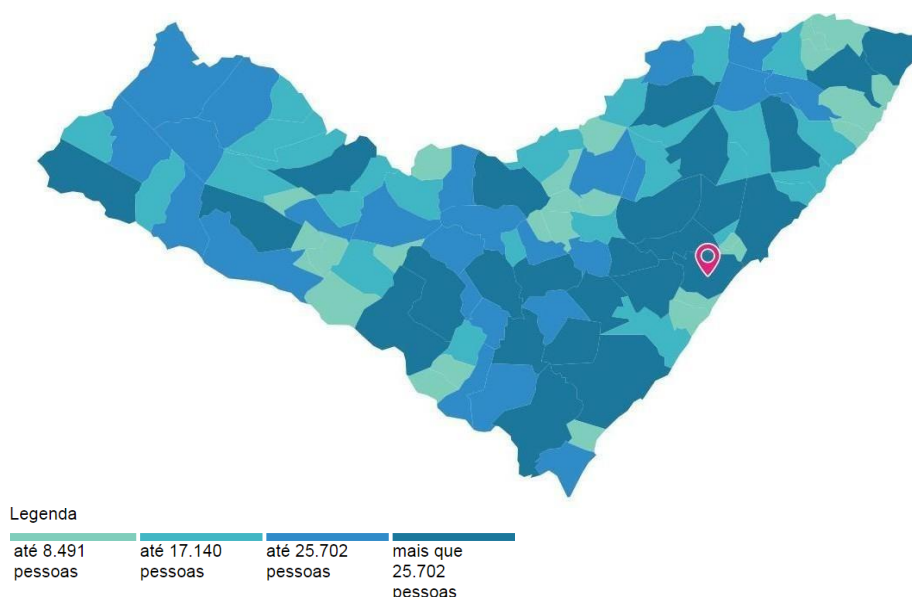 Legenda
até 8.491
pessoas
até 17.140
pessoas
até 25.702
pessoas
mais que
25.702
pessoas